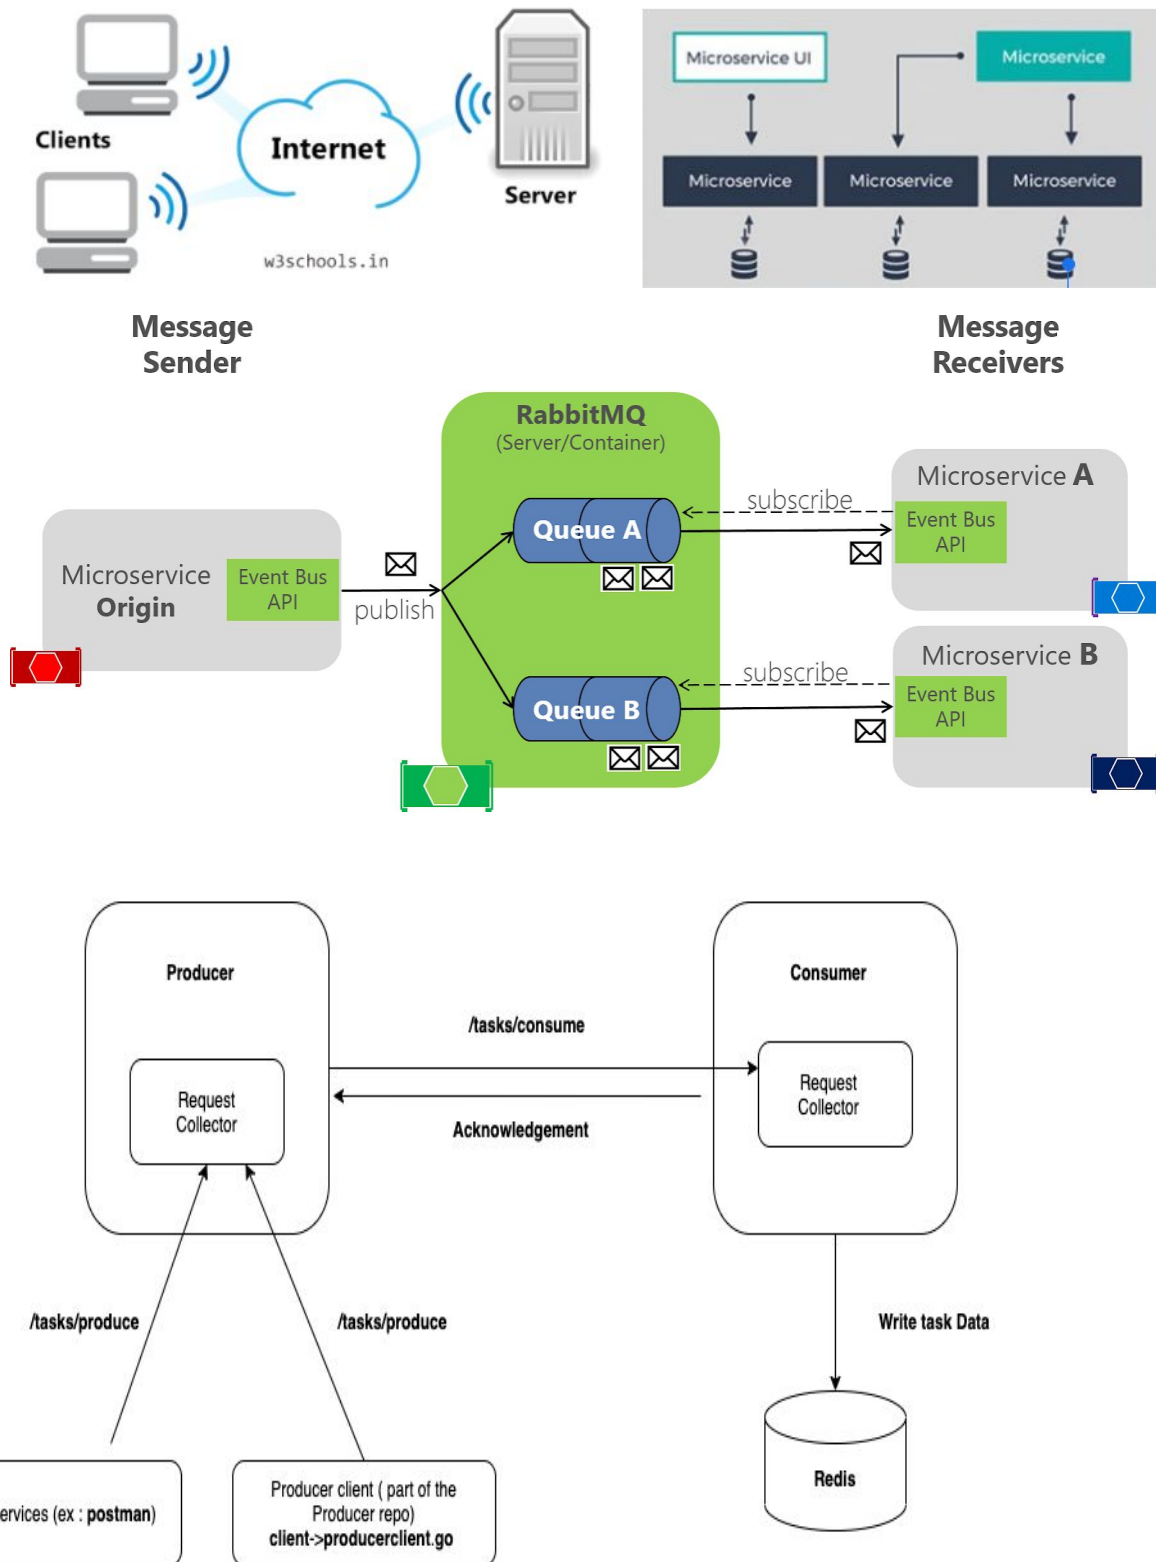 Clients
Internet
Server
w3schools.in
Microservice UI
Microservice
Microservice
Microservice
Microservice
Message
Sender
Message
Receivers
RabbitMQ
(Server/Container)
Microservice
Origin
Event Bus
API
publish
Queue A
subscribe
Microservice A
Event Bus
API
Queue B
subscribe
Microservice B
Event Bus
API
Producer
Consumer
/tasks/consume
Request
Collector
Request
Collector
Acknowledgement
/tasks/produce
/tasks/produce
Write task Data
Redis
ervices (ex : postman)
Producer client ( part of the
Producer repo)
client->producerclient.go